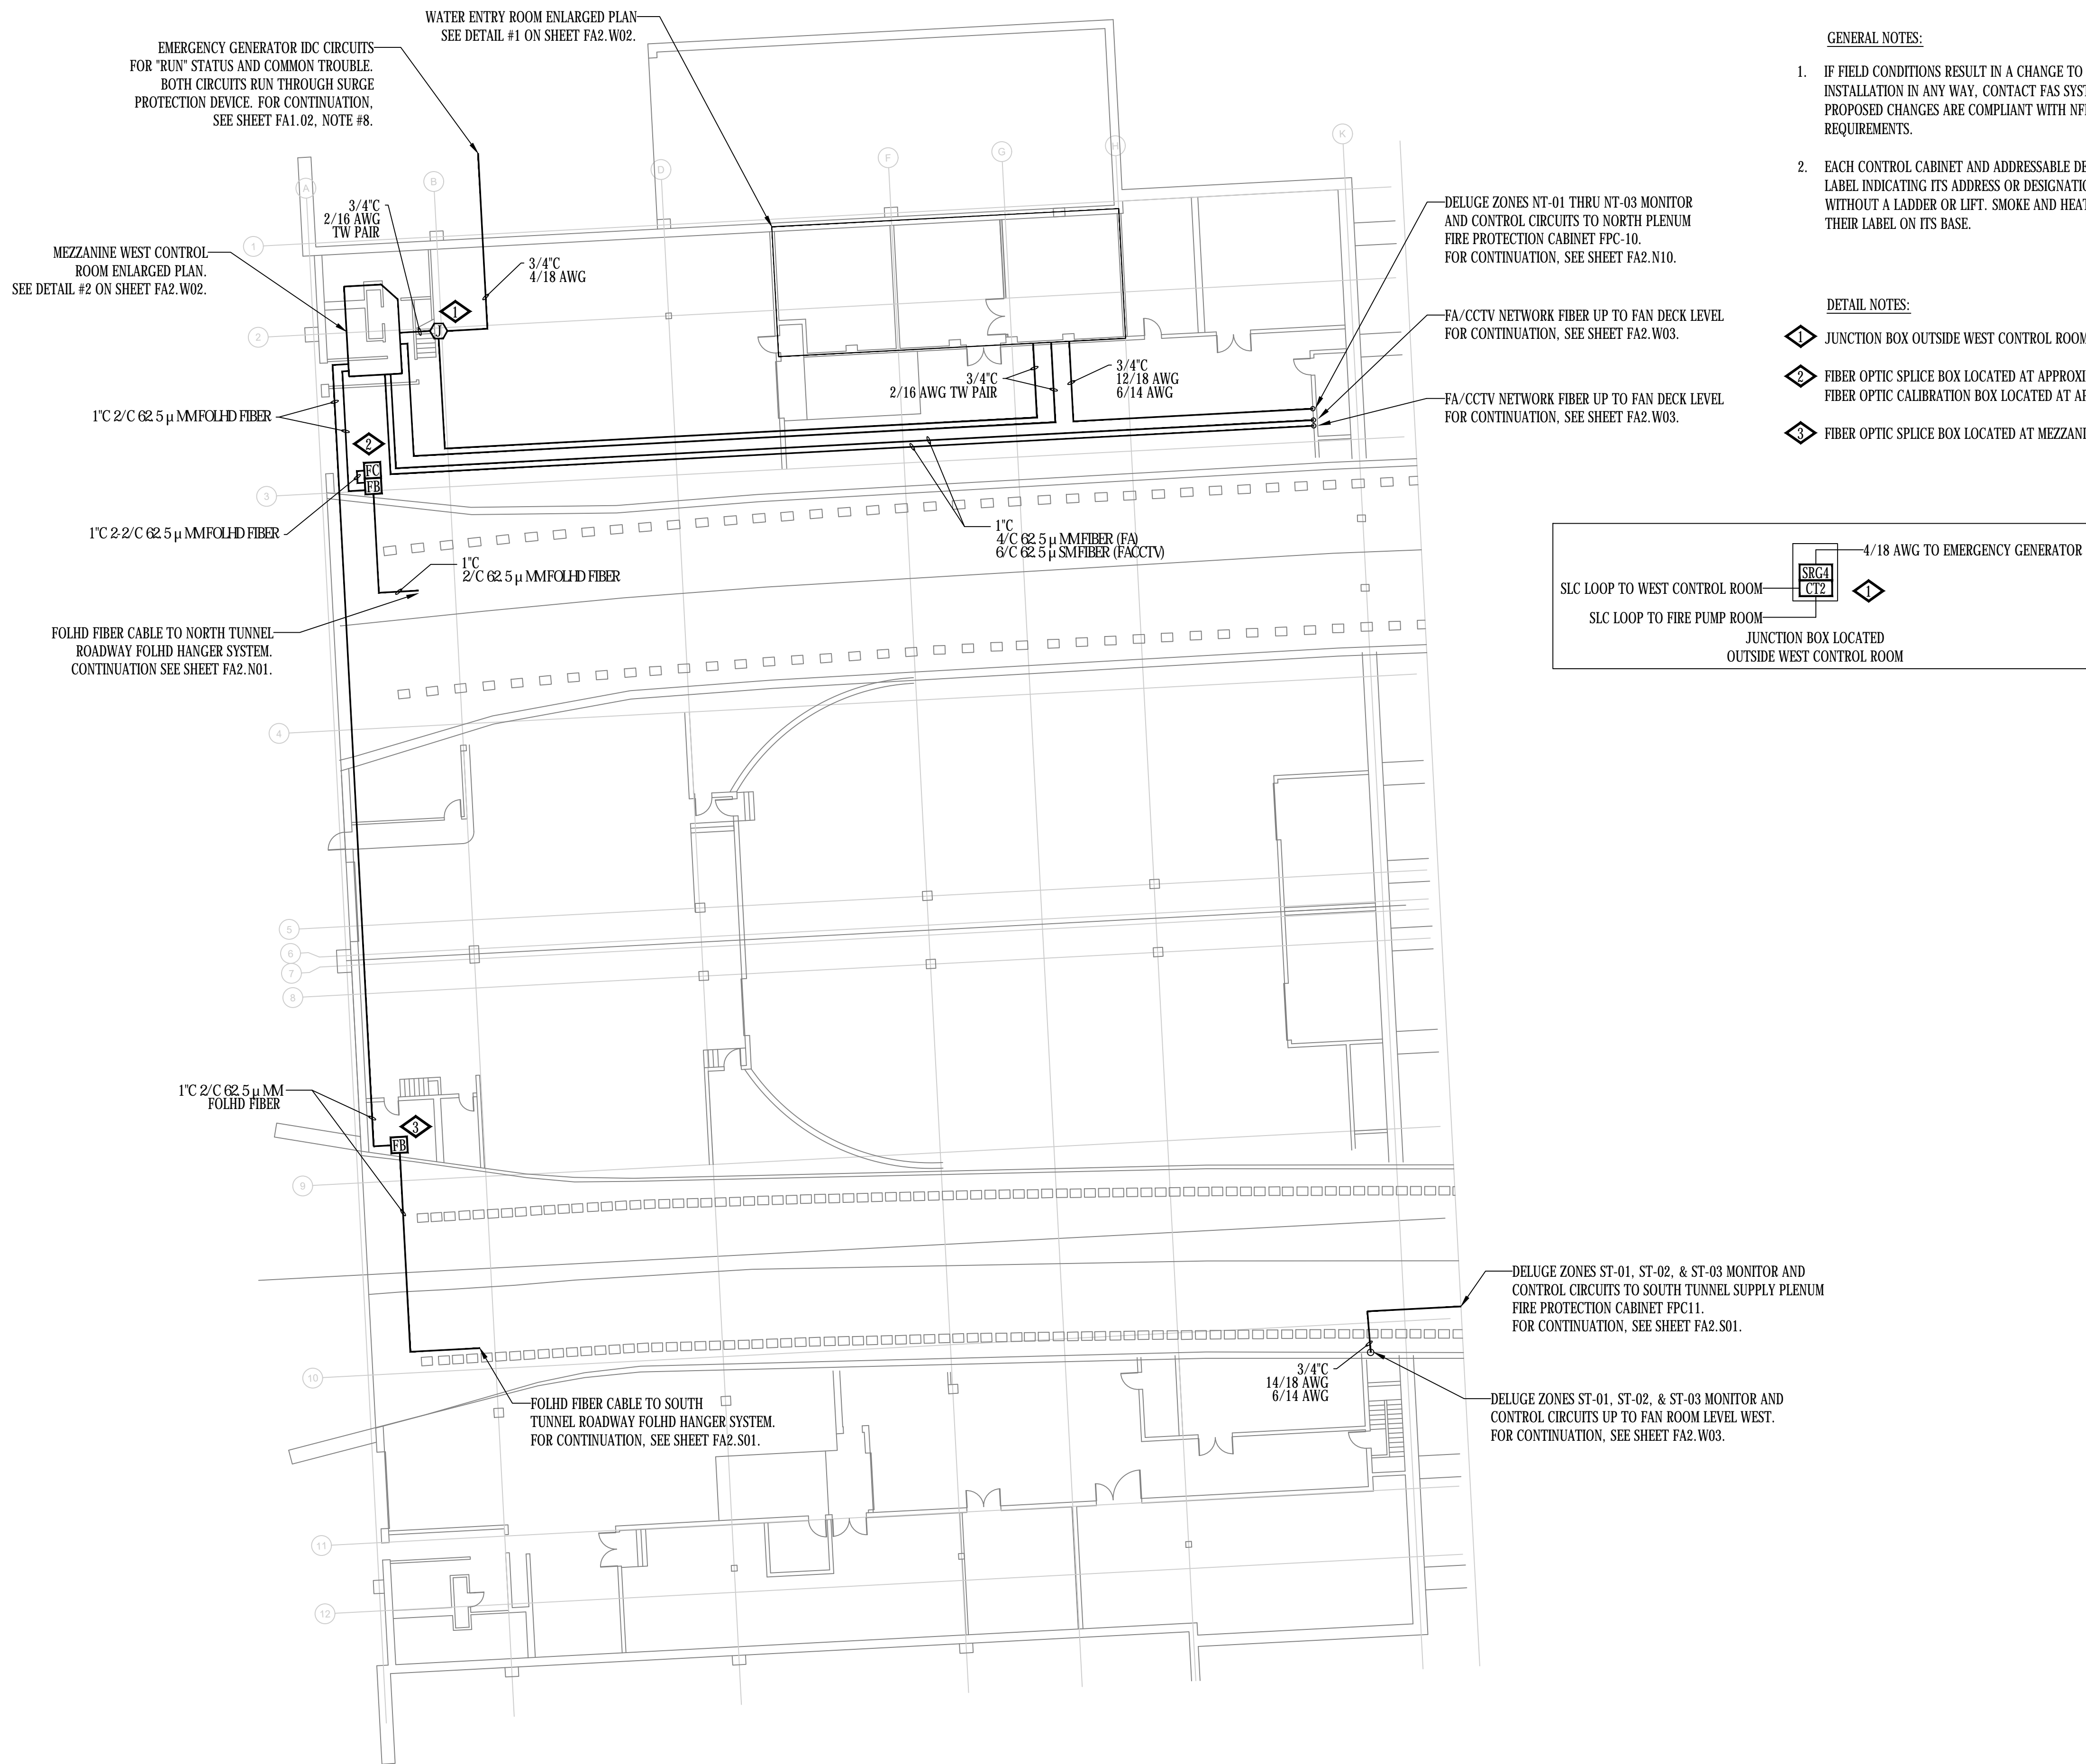 WATER ENTRY ROOM ENLARGED PLAN
SEE DETAIL #1 ON SHEET FA2.W02.
EMERGENCY GENERATOR IDC CIRCUITS
FOR "RUN" STATUS AND COMMON TROUBLE.
BOTH CIRCUITS RUN THROUGH SURGE
PROTECTION DEVICE. FOR CONTINUATION,
SEE SHEET FA1.02, NOTE #8.
GENERAL NOTES:
1. IF FIELD CONDITIONS RESULT IN A CHANGE TO
INSTALLATION IN ANY WAY, CONTACT FAS
PROPOSED CHANGES ARE COMPLIANT WITH
REQUIREMENTS.
2. EACH CONTROL CABINET AND ADDRESSABLE
LABEL INDICATING ITS ADDRESS OR
WITHOUT A LADDER OR LIFT. SMOKE AND
THEIR LABEL ON ITS BASE.
A
B
D
F
G
H
K
1
2
3
4
5
6
7
8
9
10
11
12
3/4"C
2/16 AWG
TW PAIR
MEZZANINE WEST CONTROL
ROOM ENLARGED PLAN.
SEE DETAIL #2 ON SHEET FA2.W02.
3/4"C
4/18 AWG
1
J
DELUGE ZONES NT-01 THRU NT-03 MONITOR
AND CONTROL CIRCUITS TO NORTH PLENUM
FIRE PROTECTION CABINET FPC-10.
FOR CONTINUATION, SEE SHEET FA2.N10.
FA/CCTV NETWORK FIBER UP TO FAN DECK LEVEL
FOR CONTINUATION, SEE SHEET FA2.W03.
FA/CCTV NETWORK FIBER UP TO FAN DECK LEVEL
FOR CONTINUATION, SEE SHEET FA2.W03.
DETAIL NOTES:
1 JUNCTION BOX OUTSIDE WEST CONTROL ROOM
2 FIBER OPTIC SPLICE BOX LOCATED AT
FIBER OPTIC CALIBRATION BOX LOCATED AT
3 FIBER OPTIC SPLICE BOX LOCATED AT
3/4"C
2/16 AWG TW PAIR
3/4"C
12/18 AWG
6/14 AWG
1"C 2/C 62.5 µ MM FOLHD FIBER
2
FC
FB
1"C 2-2/C 62.5 µ MM FOLHD FIBER
1"C
4/C 62.5 µ MM FIBER (FA)
6/C 62.5 µ SM FIBER (FACCTV)
1"C
2/C 62.5 µ MM FOLHD FIBER
FOLHD FIBER CABLE TO NORTH TUNNEL
ROADWAY FOLHD HANGER SYSTEM.
CONTINUATION SEE SHEET FA2.N01.
4/18 AWG TO EMERGENCY GENERATOR
SRG4
CT2
1
SLC LOOP TO WEST CONTROL ROOM
SLC LOOP TO FIRE PUMP ROOM
JUNCTION BOX LOCATED
OUTSIDE WEST CONTROL ROOM
1"C 2/C 62.5 µ MM
FOLHD FIBER
3
FB
DELUGE ZONES ST-01, ST-02, & ST-03 MONITOR AND
CONTROL CIRCUITS TO SOUTH TUNNEL SUPPLY PLENUM
FIRE PROTECTION CABINET FPC11.
FOR CONTINUATION, SEE SHEET FA2.S01.
3/4"C
14/18 AWG
6/14 AWG
DELUGE ZONES ST-01, ST-02, & ST-03 MONITOR AND
CONTROL CIRCUITS UP TO FAN ROOM LEVEL WEST.
FOR CONTINUATION, SEE SHEET FA2.W03.
FOLHD FIBER CABLE TO SOUTH
TUNNEL ROADWAY FOLHD HANGER SYSTEM.
FOR CONTINUATION, SEE SHEET FA2.S01.